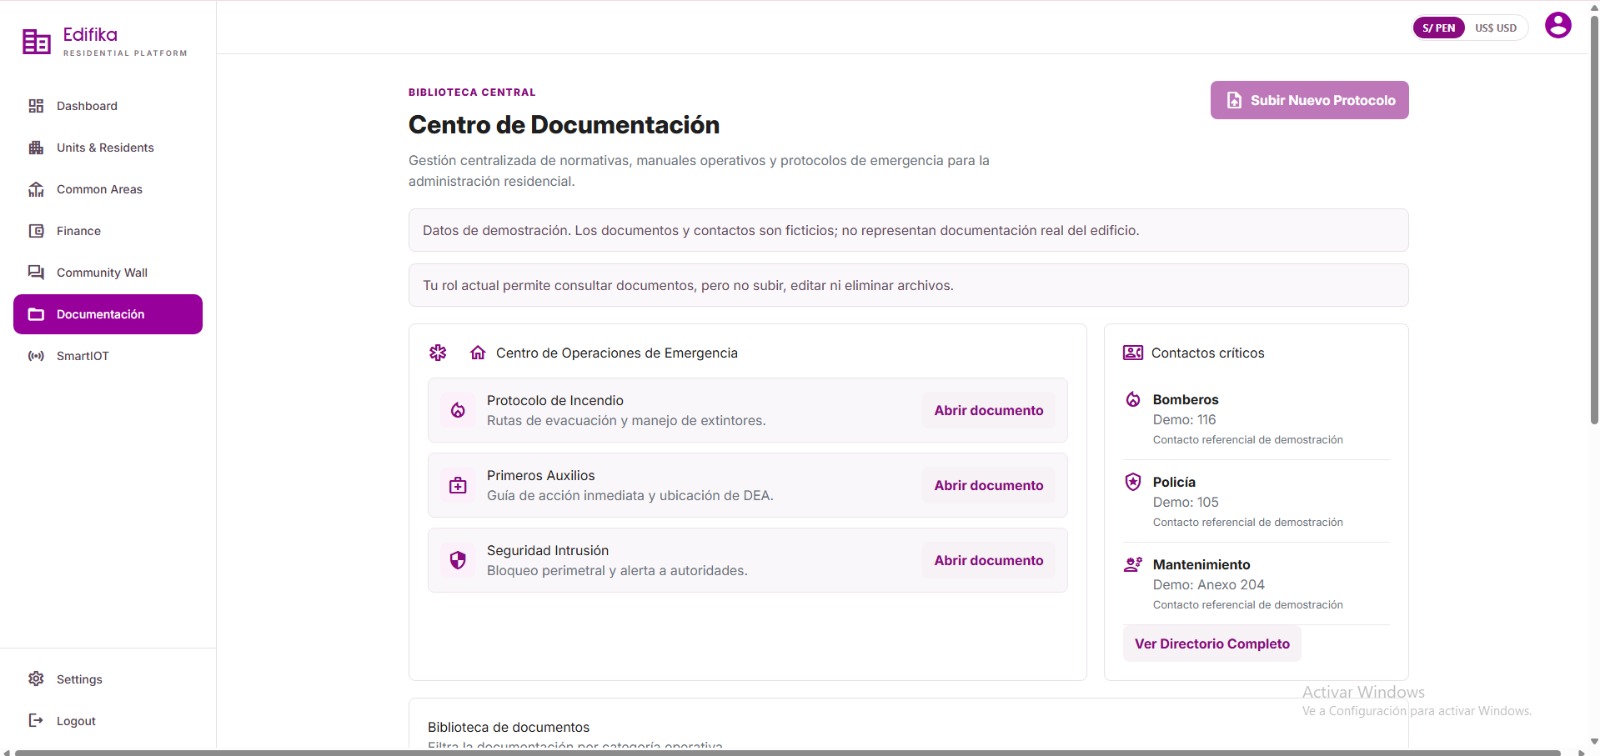 Edifika
RESIDENTIAL PLATFORM
Dashboard
Units & Residents
Common Areas
Finance
Community Wall
Documentación
SmartIOT
Settings
Logout
S/ PEN
US$ USD
BIBLIOTECA CENTRAL
Centro de Documentación
Gestión centralizada de normativas, manuales operativos y protocolos de emergencia para la
administración residencial.
Subir Nuevo Protocolo
Datos de demostración. Los documentos y contactos son ficticios; no representan documentación real del edificio.
Tu rol actual permite consultar documentos, pero no subir, editar ni eliminar archivos.
Centro de Operaciones de Emergencia
Protocolo de Incendio
Rutas de evacuación y manejo de extintores.
Abrir documento
Primeros Auxilios
Guía de acción inmediata y ubicación de DEA.
Abrir documento
Seguridad Intrusión
Bloqueo perimetral y alerta a autoridades.
Abrir documento
Contactos críticos
Bomberos
Demo: 116
Contacto referencial de demostración
Policía
Demo: 105
Contacto referencial de demostración
Mantenimiento
Demo: Anexo 204
Contacto referencial de demostración
Ver Directorio Completo
Biblioteca de documentos
Filtra la documentación por categoría operativa
Activar Windows
Ve a Configuración para activar Windows.